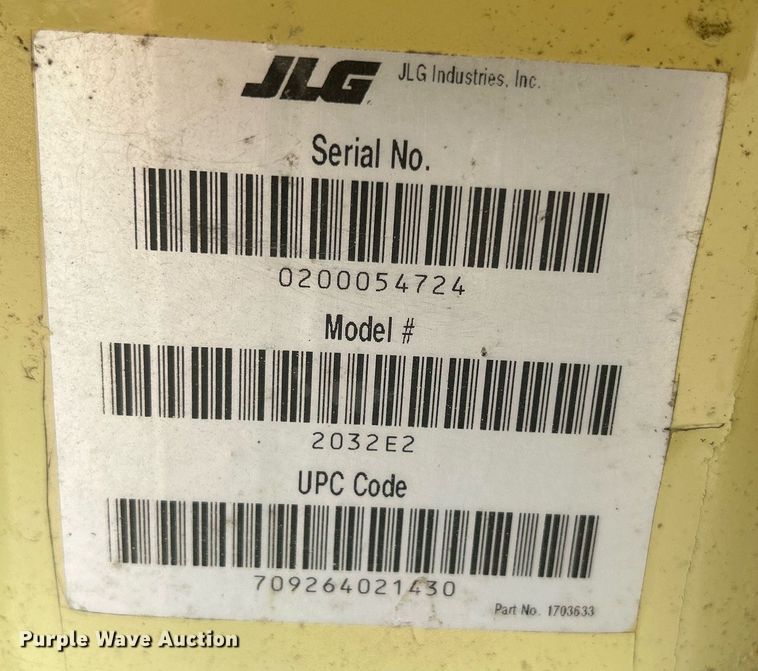 JLG JLG Industries, Inc.
Serial No.
0200054724
Model #
2032E2
UPC Code
709264021430
Part No. 1703633
Purple Wave Auction